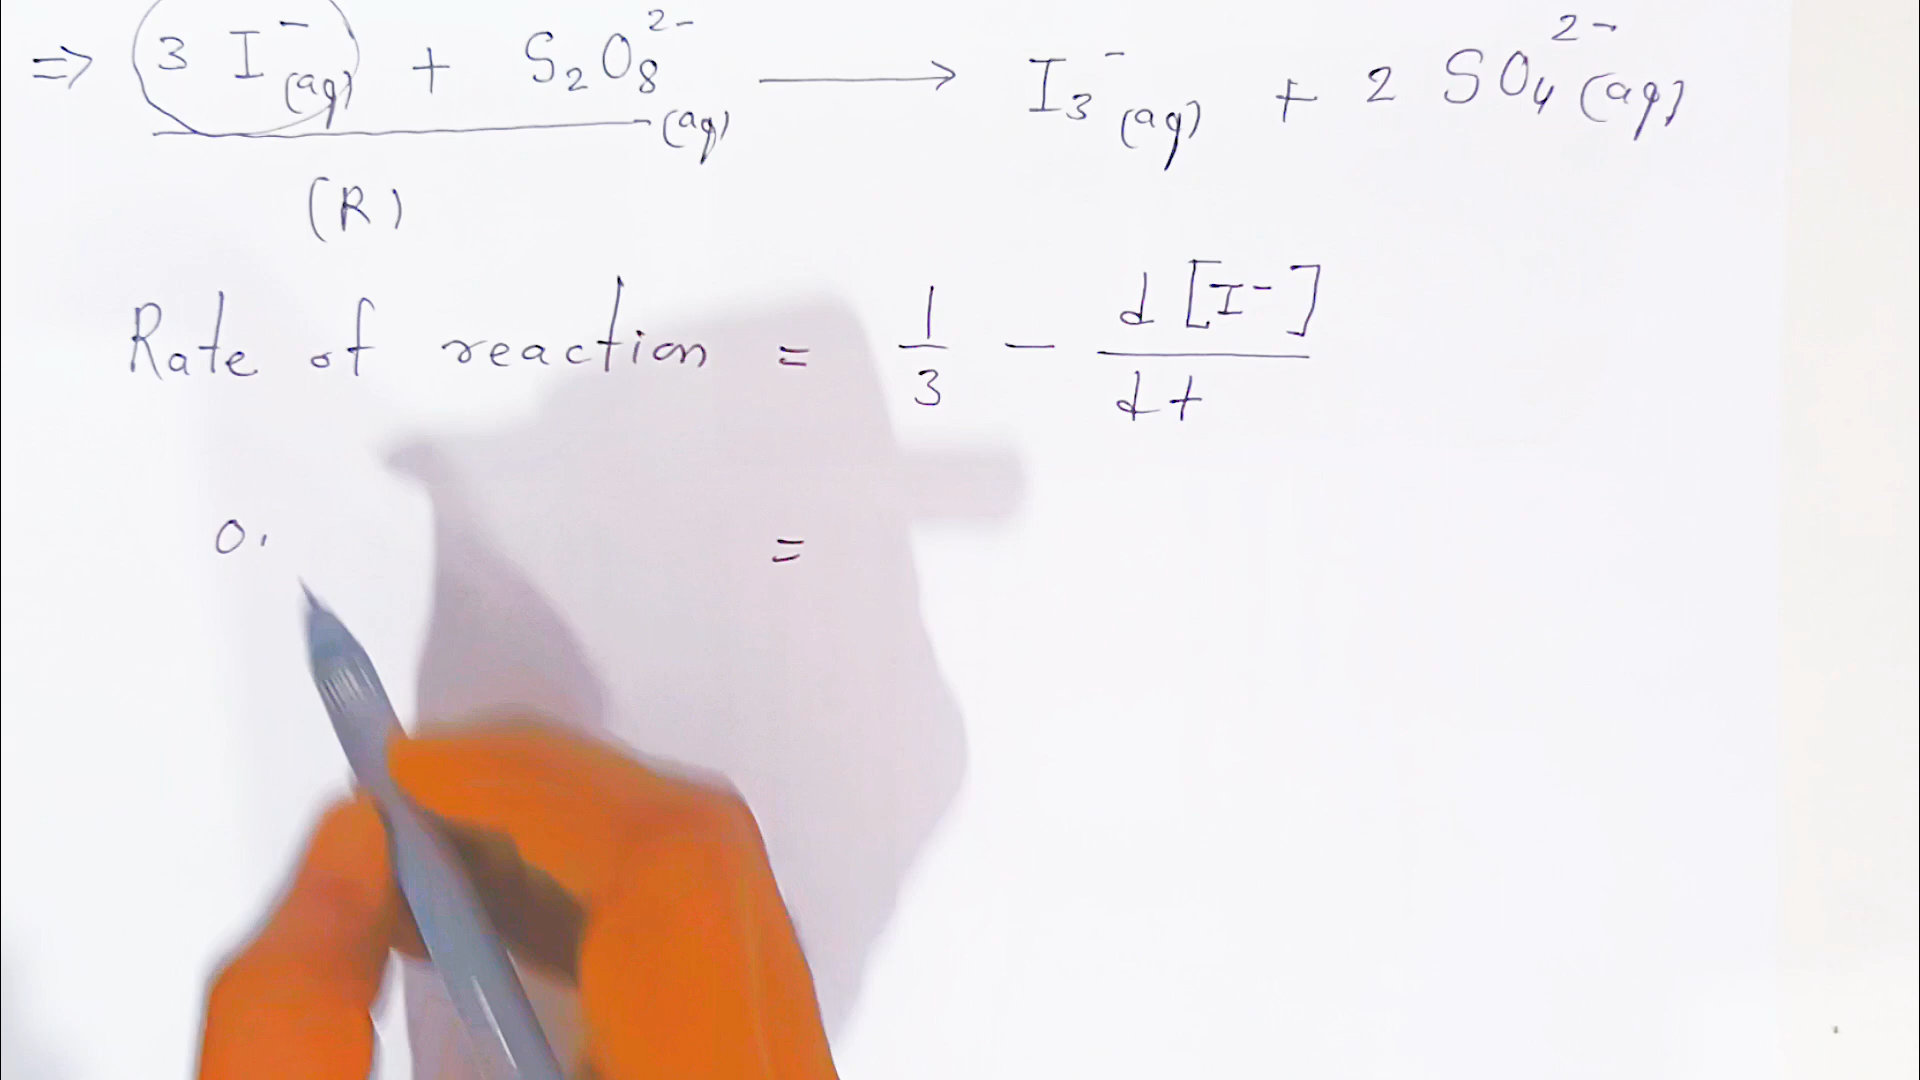 ⇒ 3 I⁻(aq) + S₂O₈²⁻(aq) ⟶ I₃⁻(aq) + 2 SO₄²⁻(aq)
(R)
Rate of reaction = 1/3 - d[I⁻]/dt
0. =